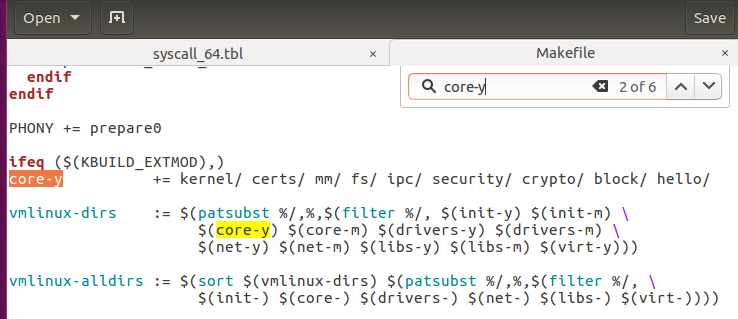 Open Save
syscall_64.tbl × Makefile ×
core-y 2 of 6
endif
endif
PHONY += prepare0
ifeq ($(KBUILD_EXTMOD),)
core-y += kernel/ certs/ mm/ fs/ ipc/ security/ crypto/ block/ hello/
vmlinux-dirs := $(patsubst %/,%,$(filter %/, $(init-y) $(init-m) \
$(core-y) $(core-m) $(drivers-y) $(drivers-m) \
$(net-y) $(net-m) $(libs-y) $(libs-m) $(virt-y)))
vmlinux-alldirs := $(sort $(vmlinux-dirs) $(patsubst %/,%,$(filter %/, \
$(init-) $(core-) $(drivers-) $(net-) $(libs-) $(virt-))))